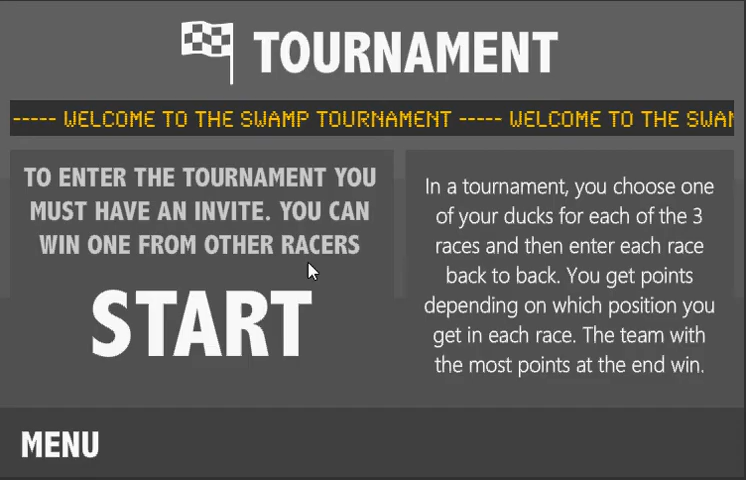 TOURNAMENT
----- WELCOME TO THE SWAMP TOURNAMENT ----- WELCOME TO THE
TO ENTER THE TOURNAMENT YOU
MUST HAVE AN INVITE. YOU CAN
WIN ONE FROM OTHER RACERS
START
In a tournament, you choose one
of your ducks for each of the 3
races and then enter each race
back to back. You get points
depending on which position you
get in each race. The team with
the most points at the end win.
MENU